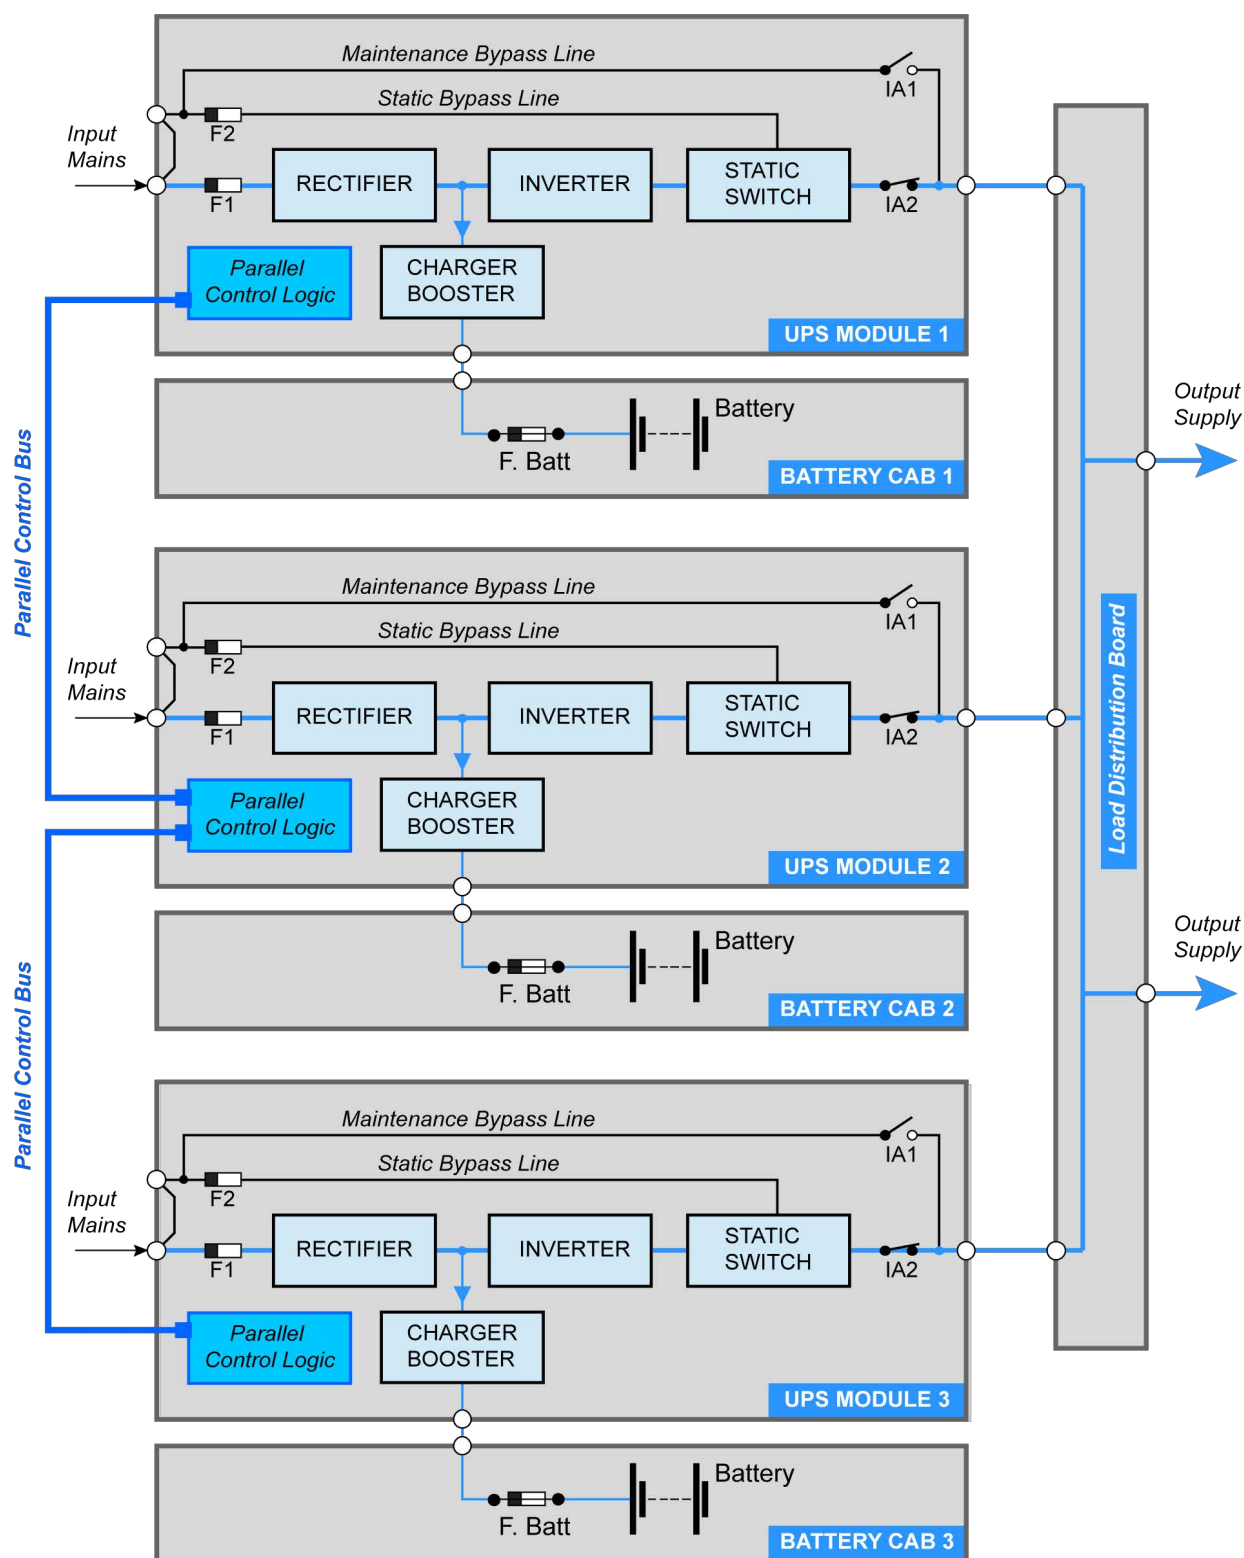 Maintenance Bypass Line
IA1
Static Bypass Line
F2
Input
Mains
RECTIFIER
INVERTER
STATIC
SWITCH
F1
IA2
Parallel
Control Logic
CHARGER
BOOSTER
UPS MODULE 1
Battery
F. Batt
BATTERY CAB 1
Output
Supply
Parallel Control Bus
Maintenance Bypass Line
IA1
Static Bypass Line
F2
Input
Mains
RECTIFIER
INVERTER
STATIC
SWITCH
F1
IA2
Parallel
Control Logic
CHARGER
BOOSTER
UPS MODULE 2
Load Distribution Board
Battery
F. Batt
BATTERY CAB 2
Output
Supply
Parallel Control Bus
Maintenance Bypass Line
IA1
Static Bypass Line
F2
Input
Mains
RECTIFIER
INVERTER
STATIC
SWITCH
F1
IA2
Parallel
Control Logic
CHARGER
BOOSTER
UPS MODULE 3
Battery
F. Batt
BATTERY CAB 3